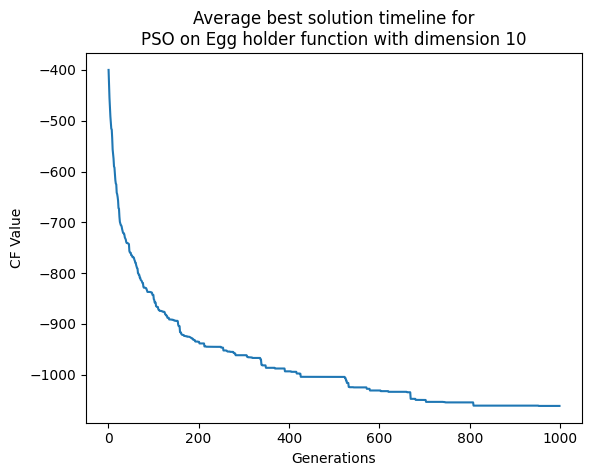 Average best solution timeline for
PSO on Egg holder function with dimension 10
−400
−500
−600
−700
−800
−900
−1000
CF Value
0 200 400 600 800 1000
Generations